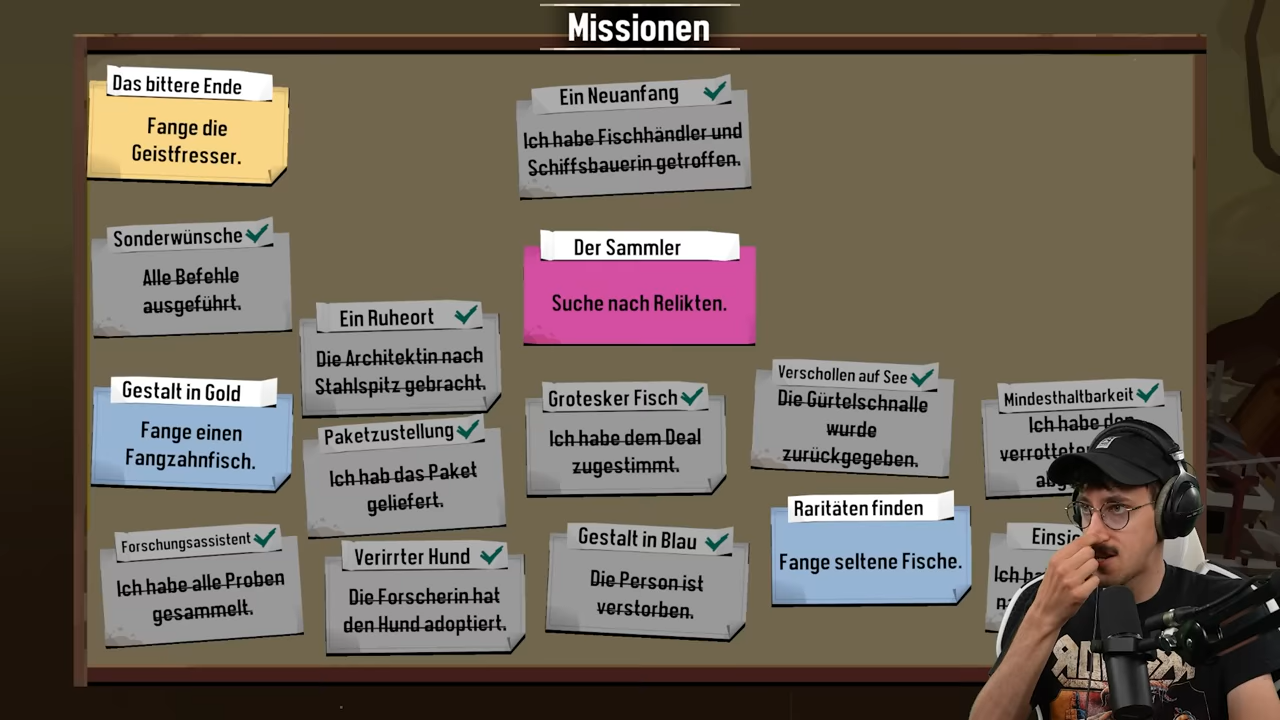 Missionen
Das bittere Ende
Fange die
Geistfresser.
Ein Neuanfang
Ich habe Fischhändler und
Schiffsbauerin getroffen.
Sonderwünsche
Alle Befehle
ausgeführt.
Der Sammler
Suche nach Relikten.
Ein Ruheort
Die Architektin nach
Stahlspitz gebracht.
Gestalt in Gold
Fange einen
Fangzahnfisch.
Paketzustellung
Ich hab das Paket
geliefert.
Grotesker Fisch
Ich habe dem Deal
zugestimmt.
Verschollen auf See
Die Gürtelschnalle
wurde
zurückgegeben.
Mindesthaltbarkeit
Ich habe den
Forschungsassistent
Ich habe alle Proben
gesammelt.
Verirrter Hund
Die Forscherin hat
den Hund adoptiert.
Gestalt in Blau
Die Person ist
verstorben.
Raritäten finden
Fange seltene Fische.